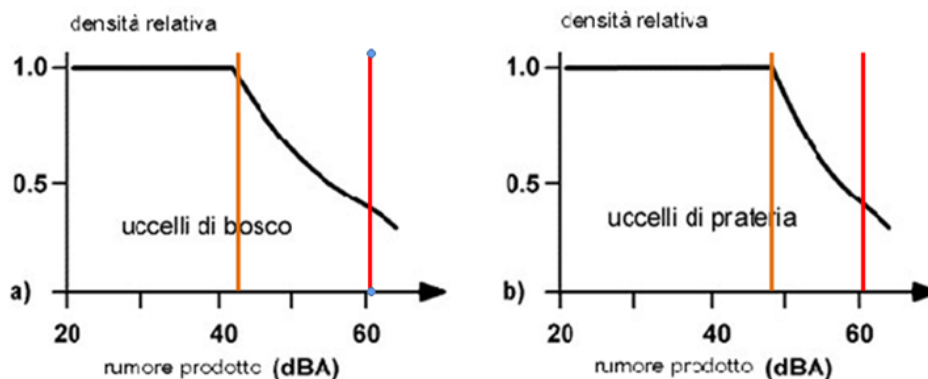 densità relativa
1.0
0.5
uccelli di bosco
a)
20 40 60
rumore prodotto (dBA)
densità relativa
1.0
0.5
uccelli di prateria
b)
20 40 60
rumore prodotto (dBA)